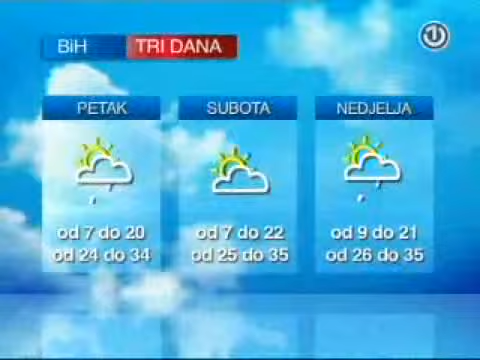 BiH TRI DANA
PETAK SUBOTA NEDJELJA
od 7 do 20 od 7 do 22 od 9 do 21
od 24 do 34 od 25 do 35 od 26 do 35